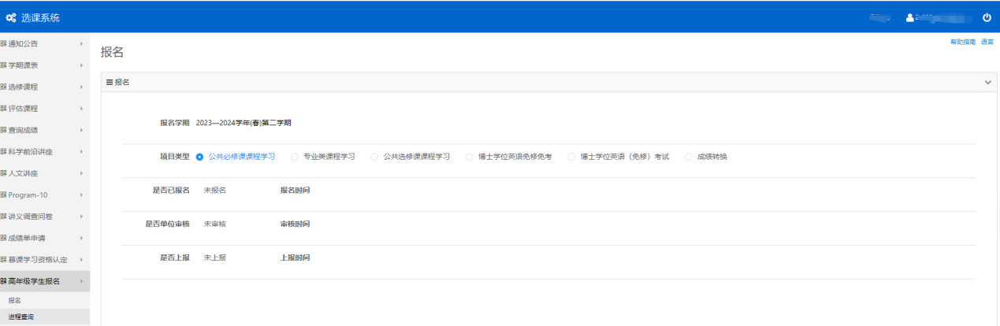 选课系统
帮助指南 语言
通知公告
学期课表
选修课程
评估课程
查询成绩
科学前沿讲座
人文讲座
Program-10
讲义调查问卷
成绩单申请
慕课学习资格认定
高年级学生报名
报名
进程查询
报名
报名
报名学期 2023—2024学年(春)第二学期
项目类型 公共必修课课程学习 专业类课程学习 公共选修课课程学习 博士学位英语免修免考 博士学位英语（免修）考试 成绩转换
是否已报名 未报名 报名时间
是否单位审核 未审核 审核时间
是否上报 未上报 上报时间